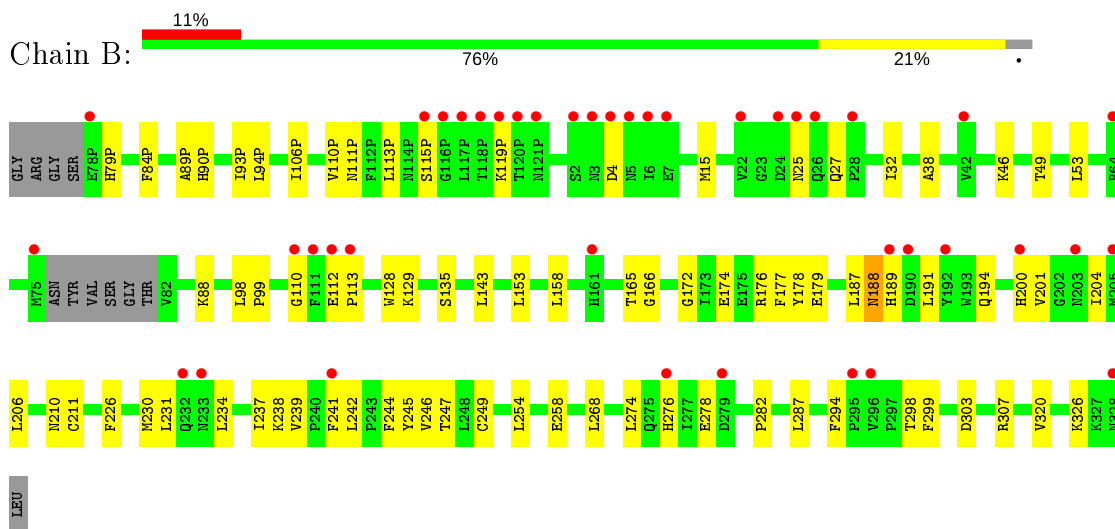 11%
Chain B:
76% 21% •
GLY ARG GLY SER E78P H79P F84P A89P H90P I93P L94P I106P V110P N111P F112P L113P N114P S115P G116P L117P T118P K119P T120P N121P S2 N3 D4 N5 I6 E7 M15 V22 G23 D24 N25 Q26 Q27 P28 I32 A38 V42 K46 T49 L53
M75 ASN TYR VAL SER GLY THR V82 K88 L98 P99 G110 F111 E112 P113 W128 K129 S135 L143 L153 L158 H161 T165 G166 G172 I173 E174 E175 R176 F177 Y178 E179 L187 N188 H189 D190 L191 Y192 W193 Q194 H200 V201 G202 N203 I204
L206 N210 C211 F226 M230 L231 Q232 N233 L234 I237 K238 V239 P240 F241 L242 P243 F244 Y245 V246 T247 L248 C249 L254 E258 L268 L274 Q275 H276 I277 E278 D279 P282 L287 F294 P295 V296 P297 T298 F299 D303 R307 V320 K326 K327
LEU